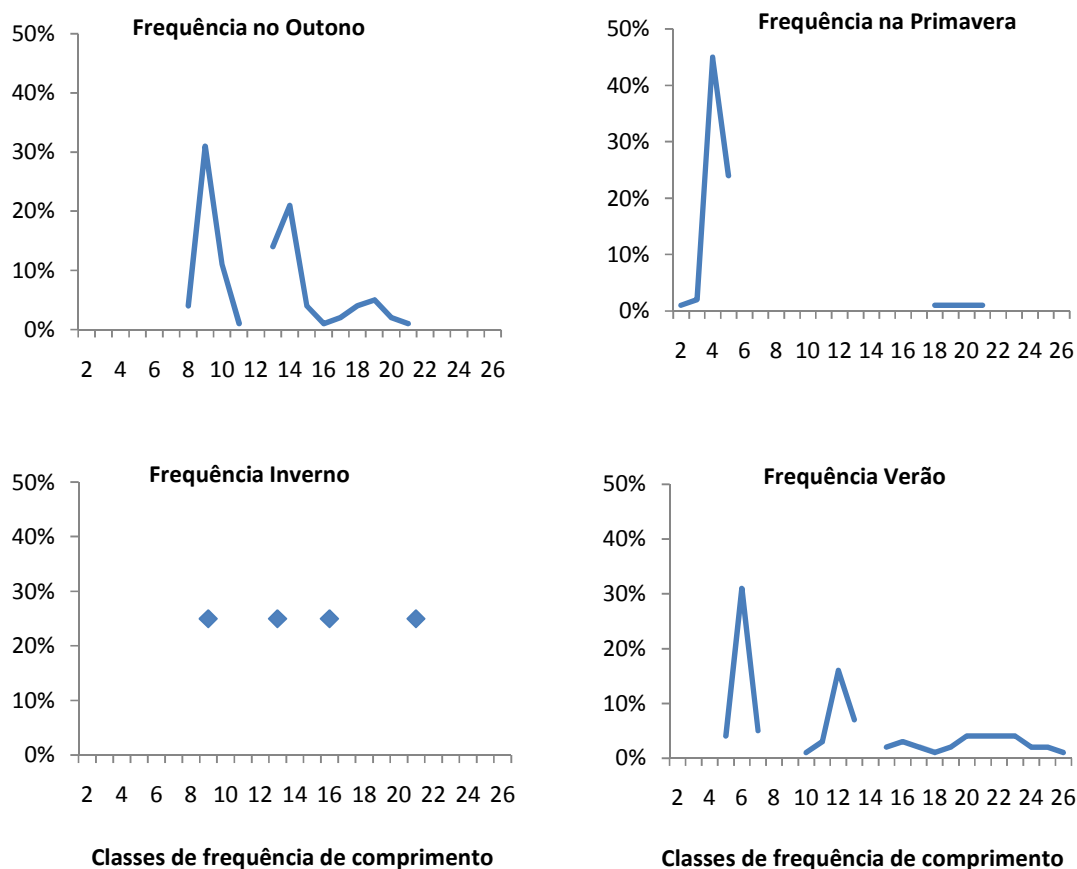 Frequência no Outono
50%
40%
30%
20%
10%
0%
2 4 6 8 10 12 14 16 18 20 22 24 26
Frequência na Primavera
50%
40%
30%
20%
10%
0%
2 4 6 8 10 12 14 16 18 20 22 24 26
Frequência Inverno
50%
40%
30%
20%
10%
0%
2 4 6 8 10 12 14 16 18 20 22 24 26
Classes de frequência de comprimento
Frequência Verão
50%
40%
30%
20%
10%
0%
2 4 6 8 10 12 14 16 18 20 22 24 26
Classes de frequência de comprimento